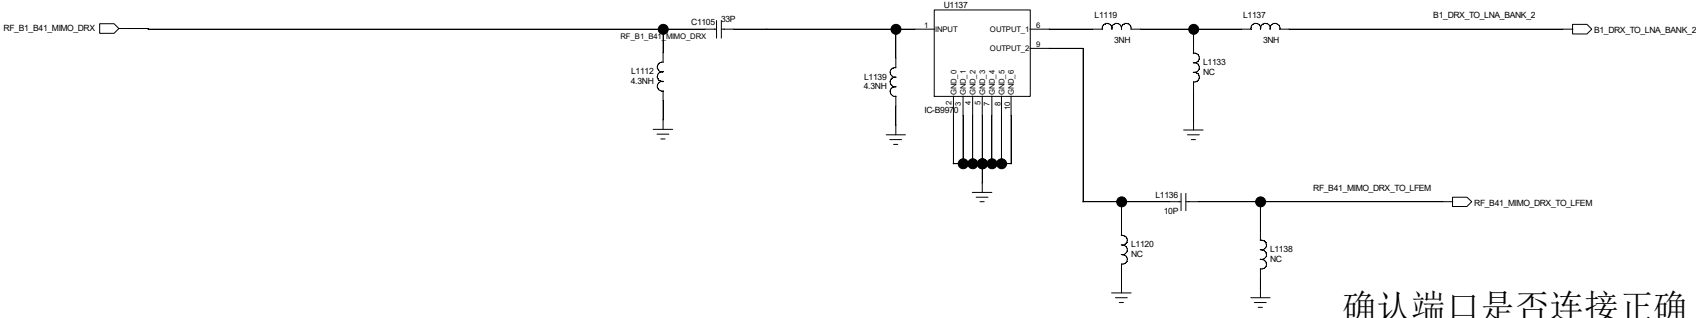 U1137
C1105 33P
L1119
L1137
B1_DRX_TO_LNA_BANK_2
RF_B1_B41_MIMO_DRX
RF_B1_B41_MIMO_DRX
1
INPUT
OUTPUT_1
6
3NH
3NH
B1_DRX_TO_LNA_BANK_2
OUTPUT_2
9
L1112
4.3NH
L1139
4.3NH
L1133
NC
GND_0
GND_1
GND_2
GND_3
GND_4
GND_5
GND_6
IC-B9970
2
3
4
5
7
8
10
L1136
10P
RF_B41_MIMO_DRX_TO_LFEM
RF_B41_MIMO_DRX_TO_LFEM
L1120
NC
L1138
NC
确认端口是否连接正确